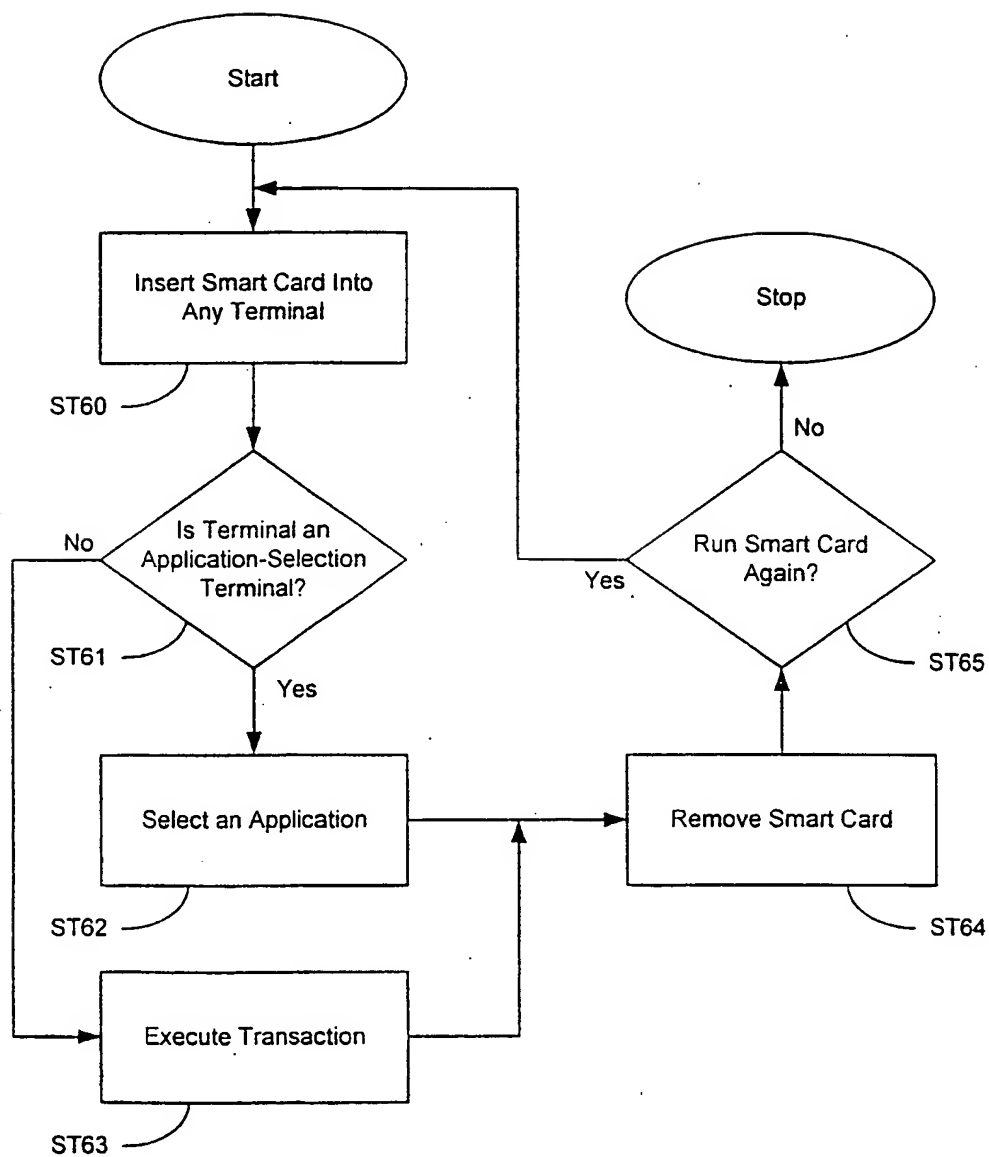 Start
Insert Smart Card Into
Any Terminal
ST60
Is Terminal an
Application-Selection
Terminal?
No
ST61
Yes
Select an Application
ST62
Execute Transaction
ST63
Remove Smart Card
ST64
Run Smart Card
Again?
Yes
ST65
No
Stop